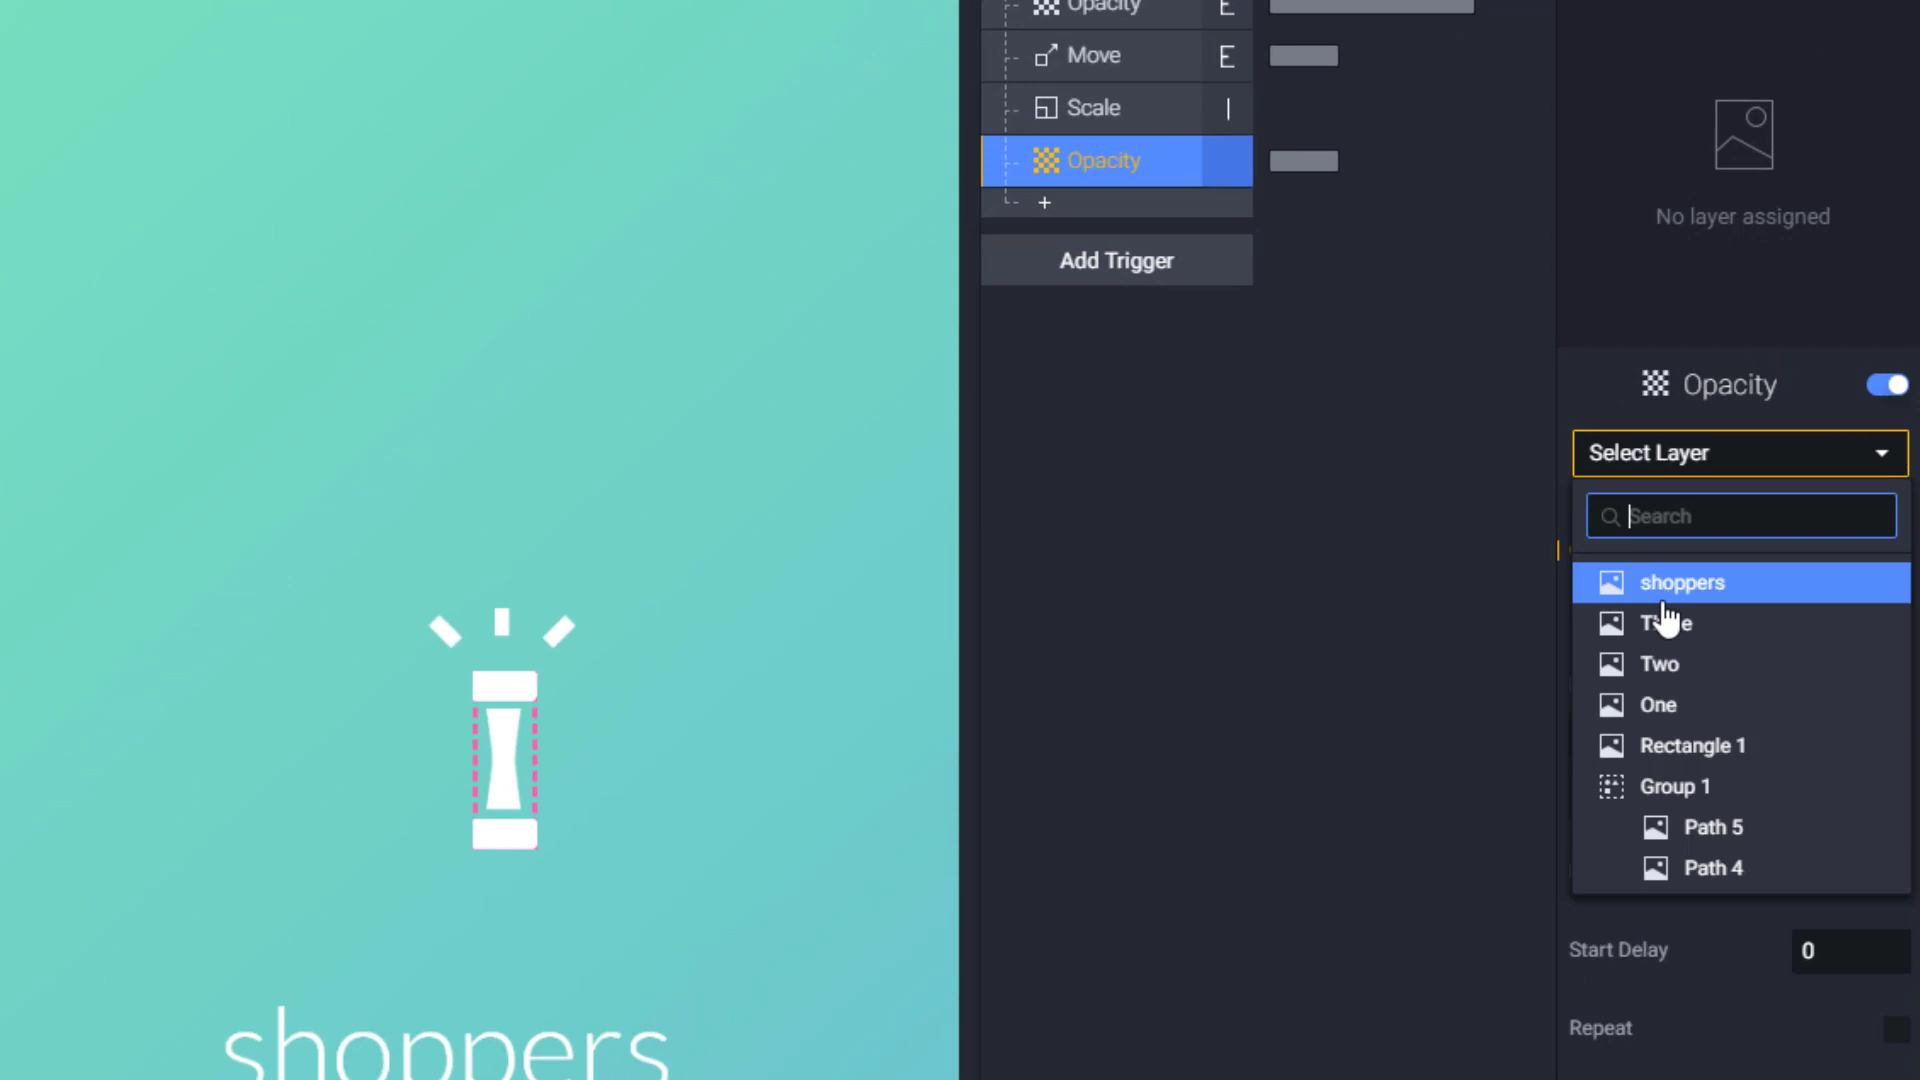 Opacity E
Move E
Scale
Opacity
+
Add Trigger
No layer assigned
Opacity
Select Layer
Search
shoppers
Two
One
Rectangle 1
Group 1
Path 5
Path 4
Start Delay 0
Repeat
shoppers